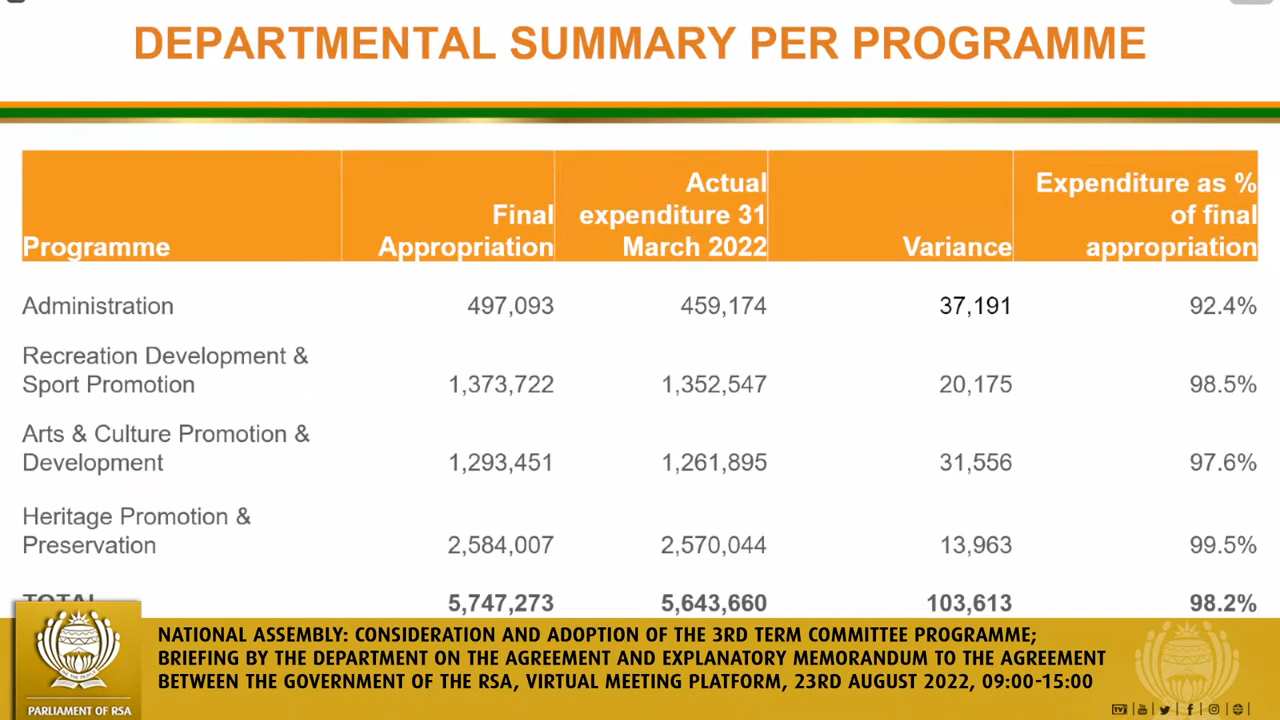 DEPARTMENTAL SUMMARY PER PROGRAMME
Programme Final Appropriation Actual expenditure 31 March 2022 Variance Expenditure as % of final appropriation
Administration 497,093 459,174 37,191 92.4%
Recreation Development &
Sport Promotion 1,373,722 1,352,547 20,175 98.5%
Arts & Culture Promotion &
Development 1,293,451 1,261,895 31,556 97.6%
Heritage Promotion &
Preservation 2,584,007 2,570,044 13,963 99.5%
TOTAL 5,747,273 5,643,660 103,613 98.2%
NATIONAL ASSEMBLY: CONSIDERATION AND ADOPTION OF THE 3RD TERM COMMITTEE PROGRAMME;
BRIEFING BY THE DEPARTMENT ON THE AGREEMENT AND EXPLANATORY MEMORANDUM TO THE AGREEMENT
BETWEEN THE GOVERNMENT OF THE RSA, VIRTUAL MEETING PLATFORM, 23RD AUGUST 2022, 09:00-15:00
PARLIAMENT OF RSA